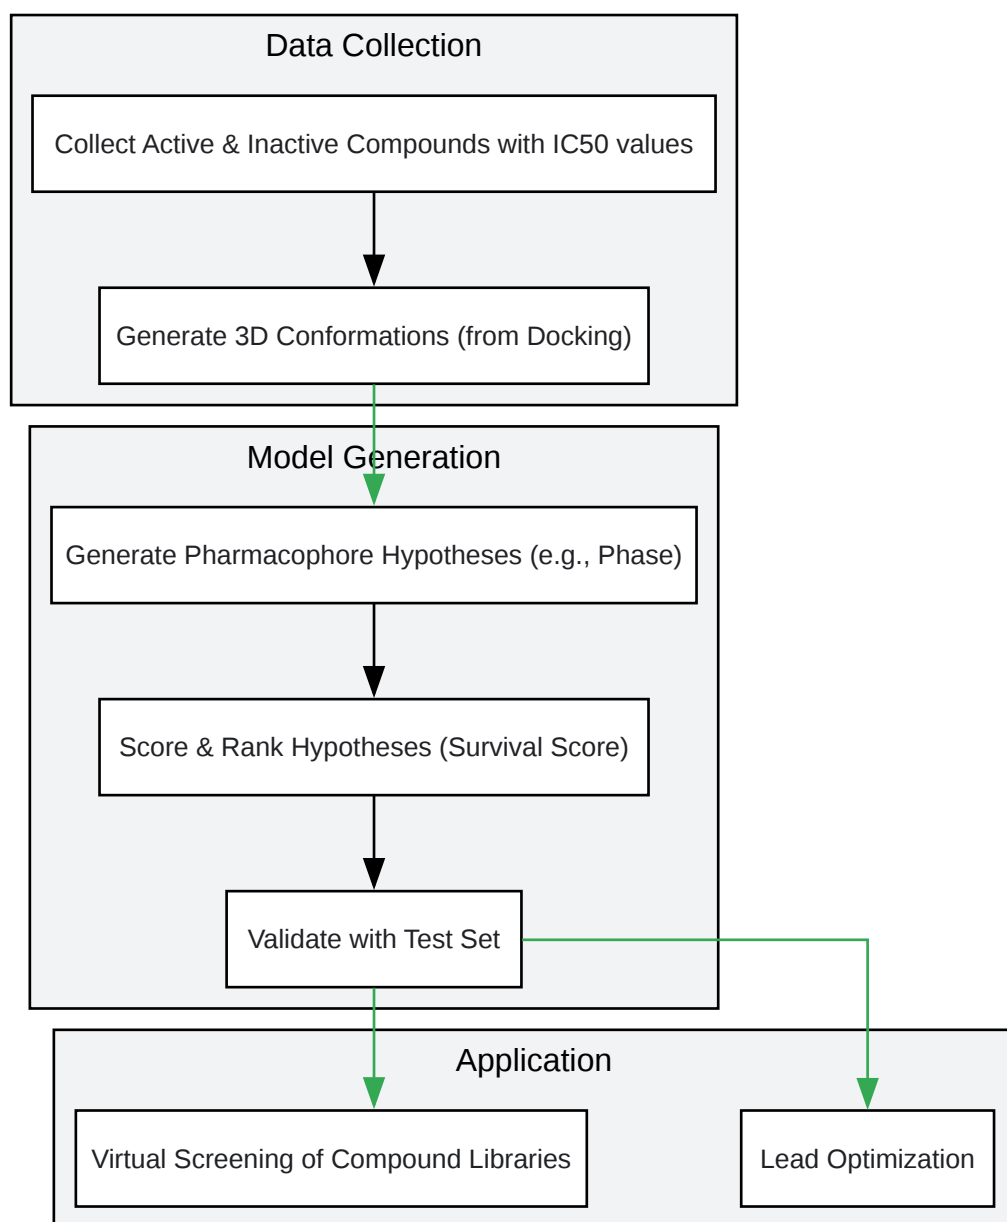 Data Collection
Collect Active & Inactive Compounds with IC50 values
Generate 3D Conformations (from Docking)
Model Generation
Generate Pharmacophore Hypotheses (e.g., Phase)
Score & Rank Hypotheses (Survival Score)
Validate with Test Set
Application
Virtual Screening of Compound Libraries
Lead Optimization